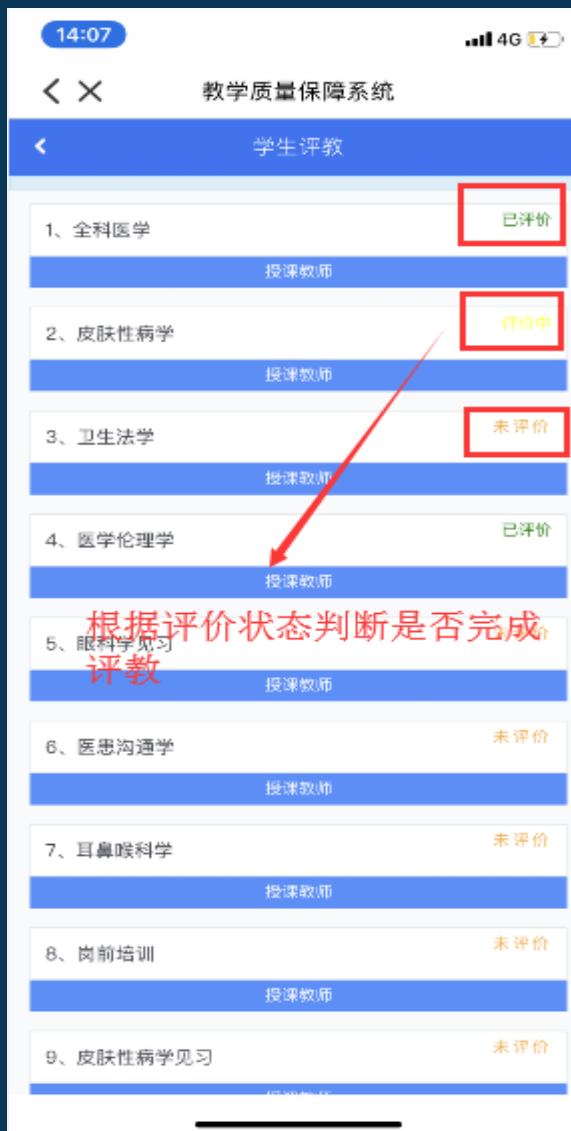 14:07
4G
教学质量保障系统
学生评教
1、全科医学
已评价
授课教师
2、皮肤性病学
评价中
授课教师
3、卫生法学
未评价
授课教师
4、医学伦理学
已评价
授课教师
根据评价状态判断是否完成
评教
5、眼科学见习
授课教师
6、医患沟通学
未评价
授课教师
7、耳鼻喉科学
未评价
授课教师
8、岗前培训
未评价
授课教师
9、皮肤性病学见习
未评价